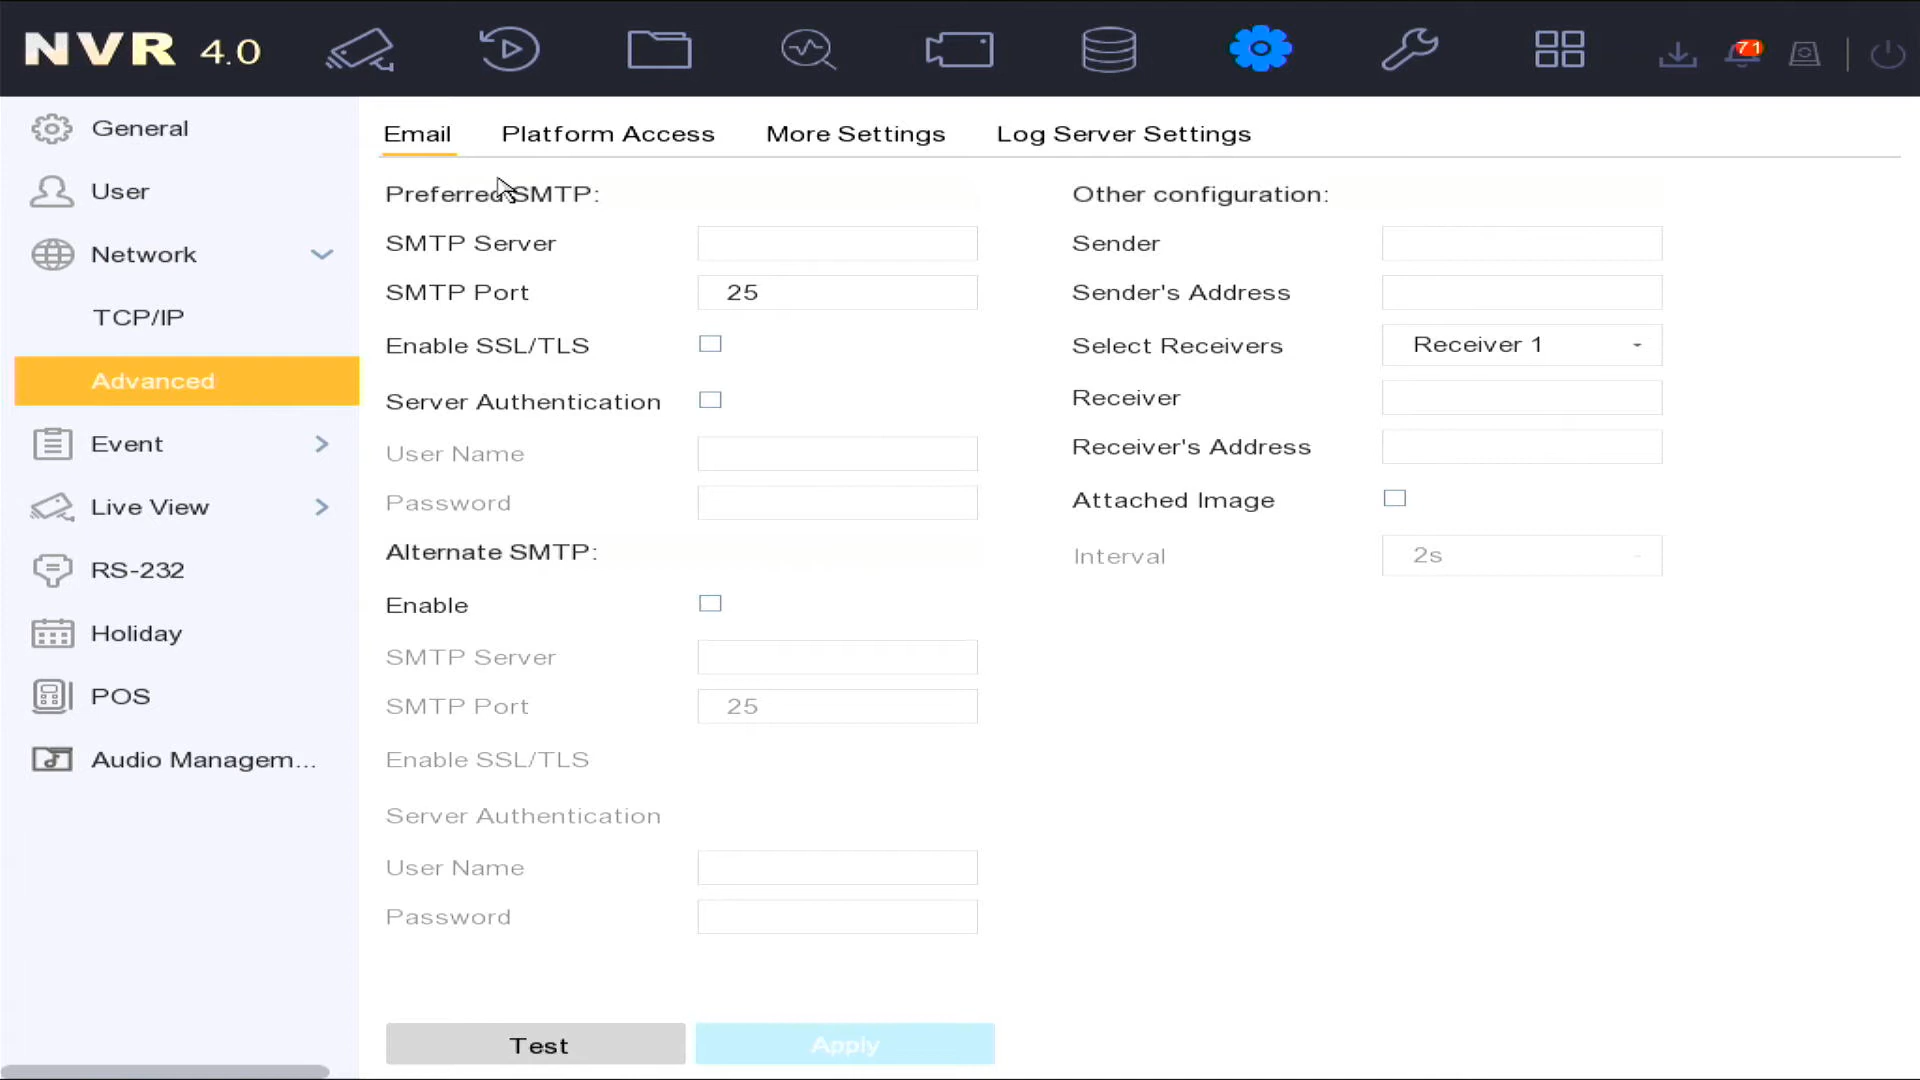 NVR 4.0
71
General
User
Network
TCP/IP
Advanced
Event
Live View
RS-232
Holiday
POS
Audio Managem...
Email
Platform Access
More Settings
Log Server Settings
Preferred SMTP:
SMTP Server
SMTP Port
25
Enable SSL/TLS
Server Authentication
User Name
Password
Alternate SMTP:
Enable
SMTP Server
SMTP Port
25
Enable SSL/TLS
Server Authentication
User Name
Password
Other configuration:
Sender
Sender's Address
Select Receivers
Receiver 1
Receiver
Receiver's Address
Attached Image
Interval
2s
Test
Apply